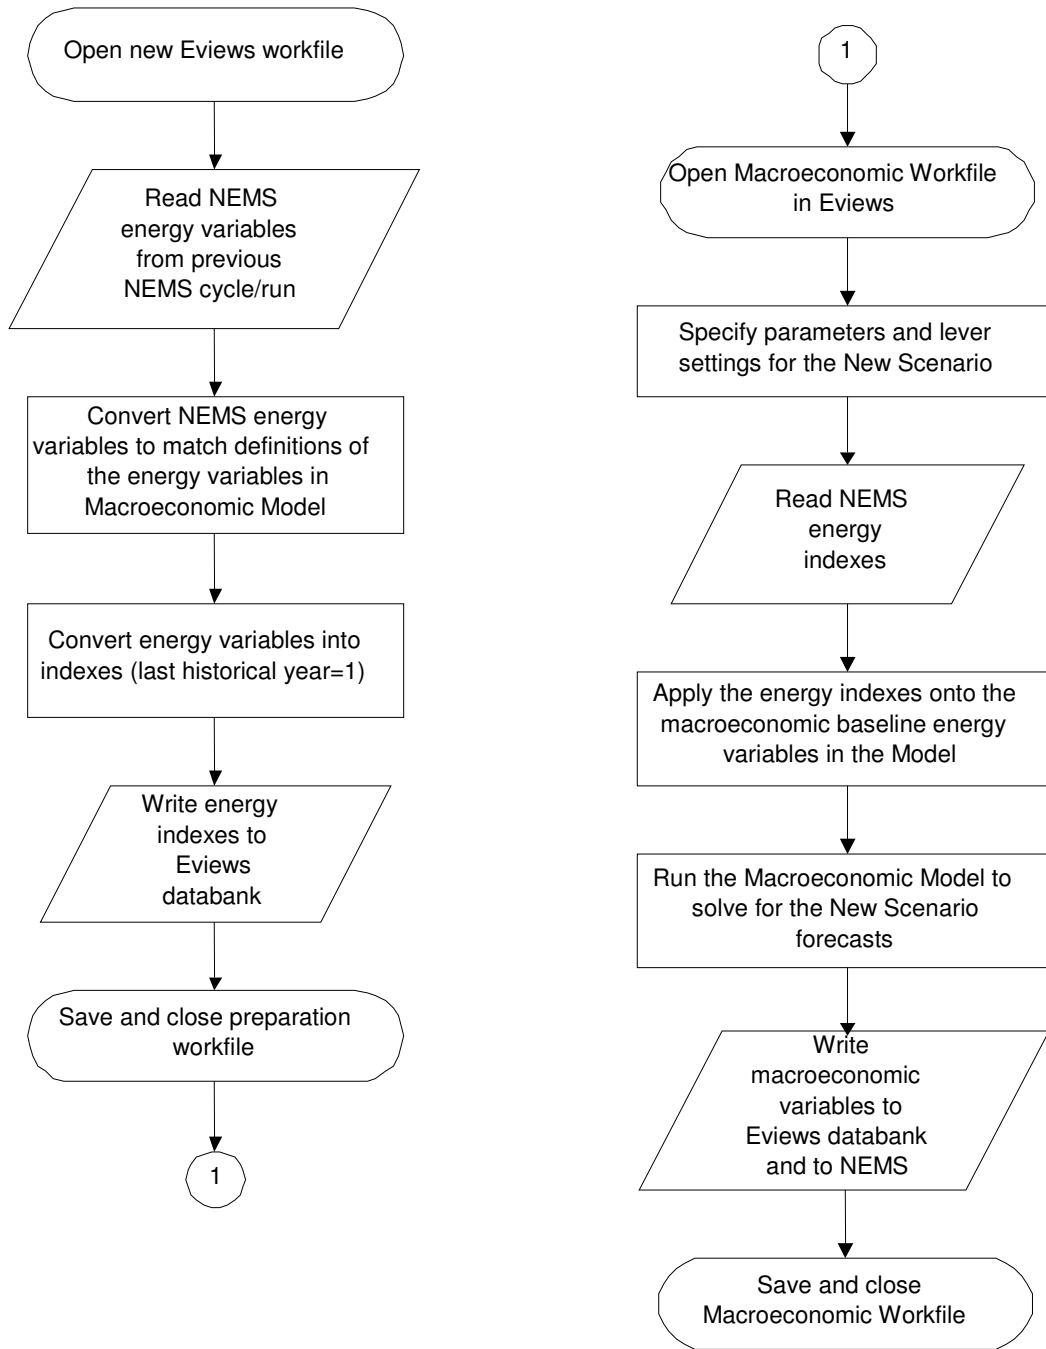 Open new Eviews workfile
Read NEMS
energy variables
from previous
NEMS cycle/run
Convert NEMS energy
variables to match definitions of
the energy variables in
Macroeconomic Model
Convert energy variables into
indexes (last historical year=1)
Write energy
indexes to
Eviews
databank
Save and close preparation
workfile
1
1
Open Macroeconomic Workfile
in Eviews
Specify parameters and lever
settings for the New Scenario
Read NEMS
energy
indexes
Apply the energy indexes onto the
macroeconomic baseline energy
variables in the Model
Run the Macroeconomic Model to
solve for the New Scenario
forecasts
Write
macroeconomic
variables to
Eviews databank
and to NEMS
Save and close
Macroeconomic Workfile